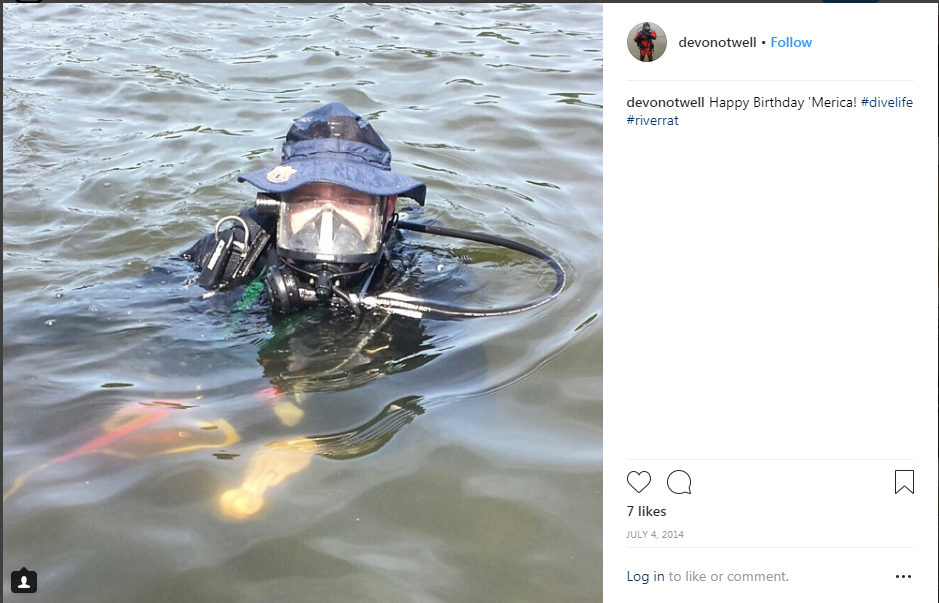 devonotwell • Follow
devonotwell Happy Birthday 'Merica! #divelife
#riverrat
7 likes
JULY 4, 2014
Log in to like or comment.